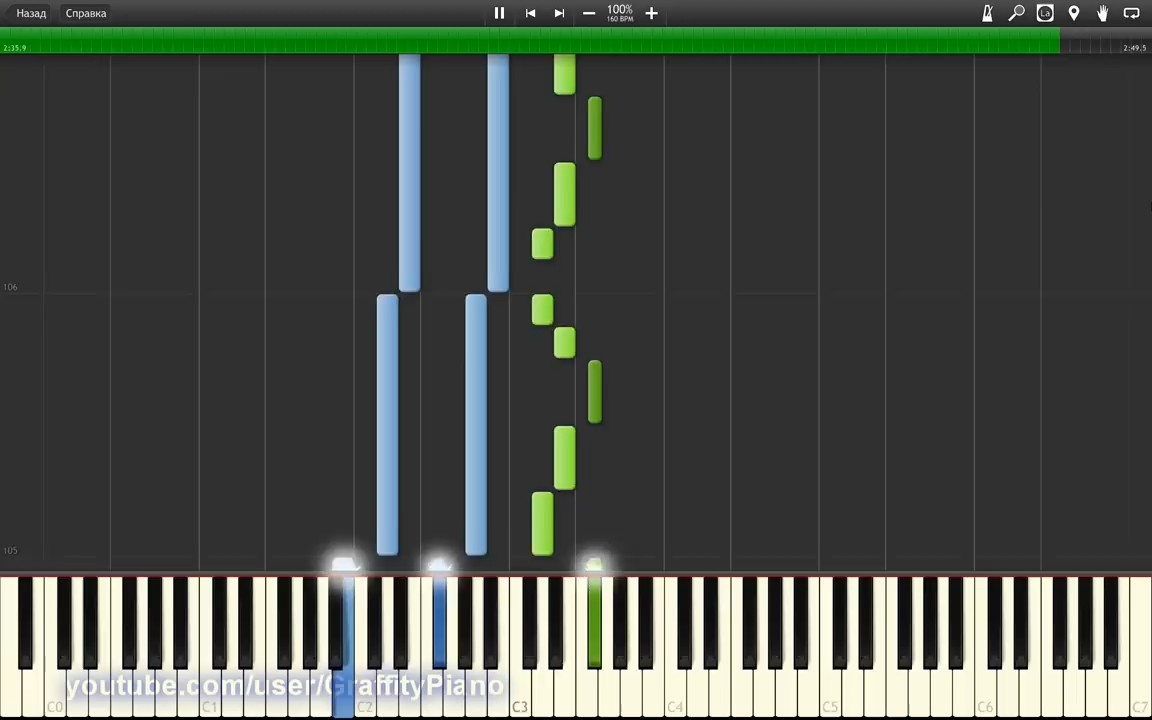 Назад Справка 100% La
160 BPM
2:35.9 2:49.5
106
105
youtube.com/user/GraffityPiano
C0 C1 C2 C3 C4 C5 C6 C7